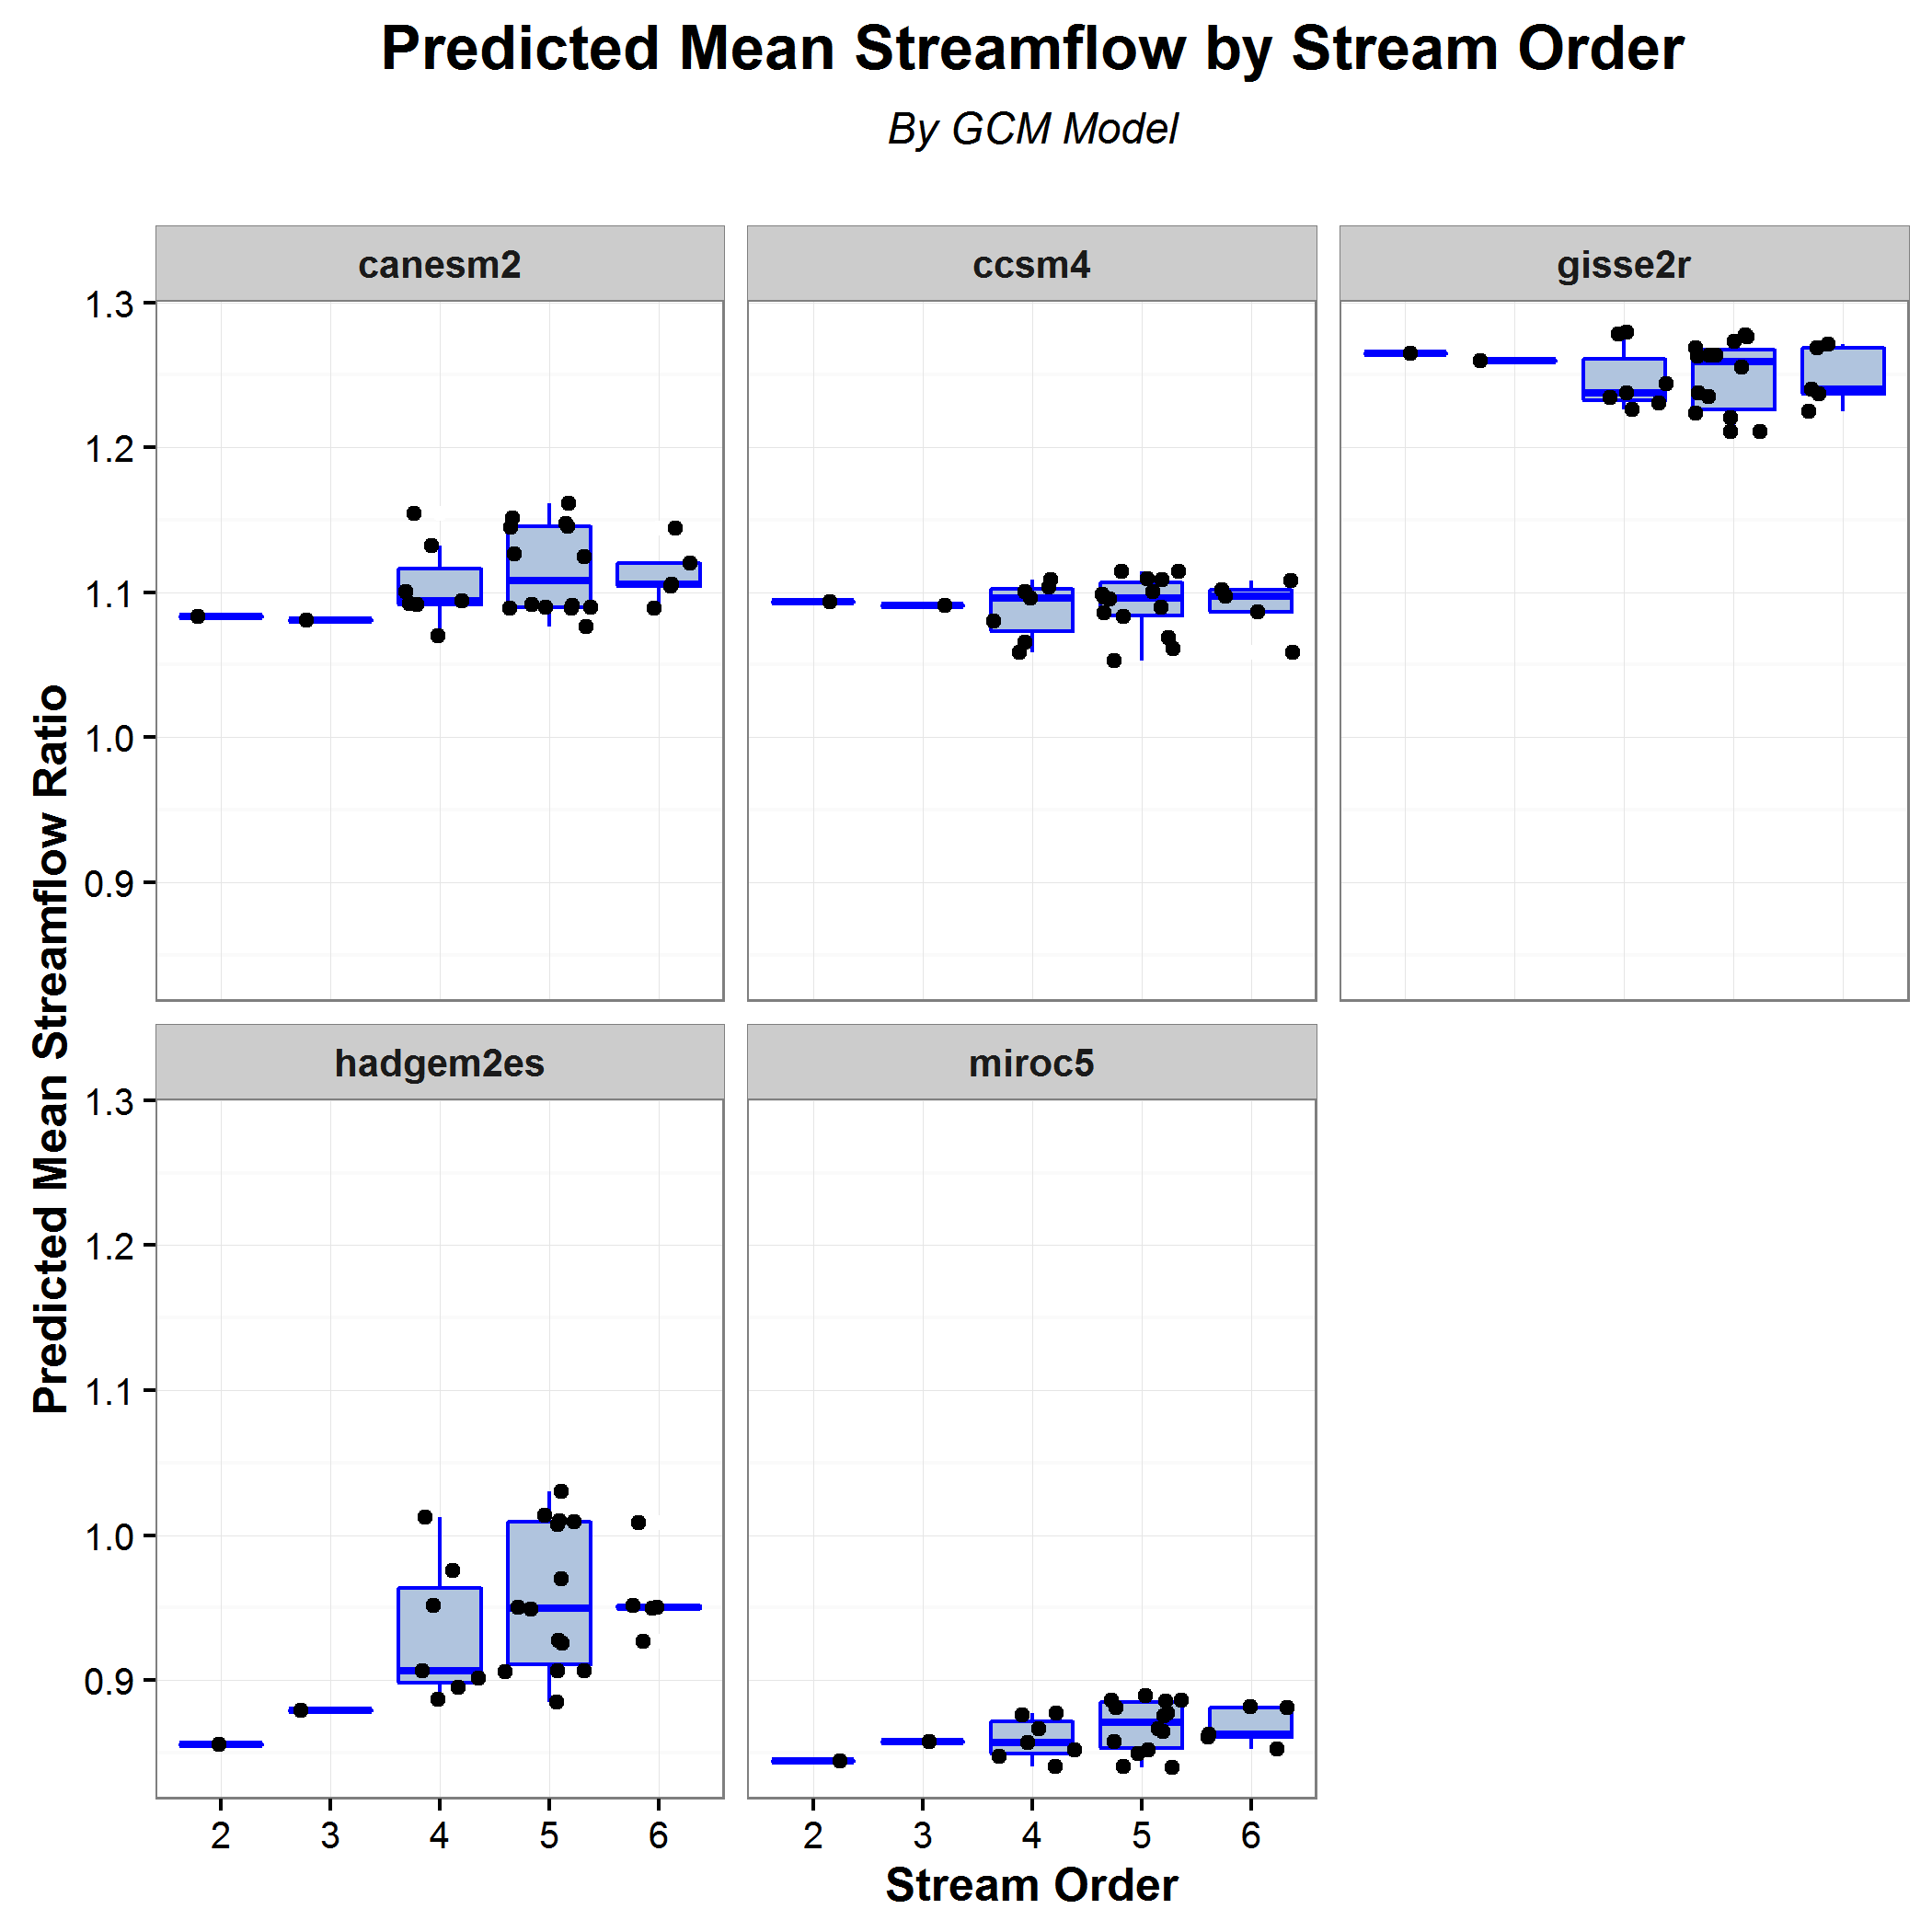 Predicted Mean Streamflow by Stream Order
By GCM Model
canesm2
ccsm4
gisse2r
1.3
1.2
1.1
1.0
0.9
Predicted Mean Streamflow Ratio
hadgem2es
miroc5
1.3
1.2
1.1
1.0
0.9
2 3 4 5 6
2 3 4 5 6
Stream Order